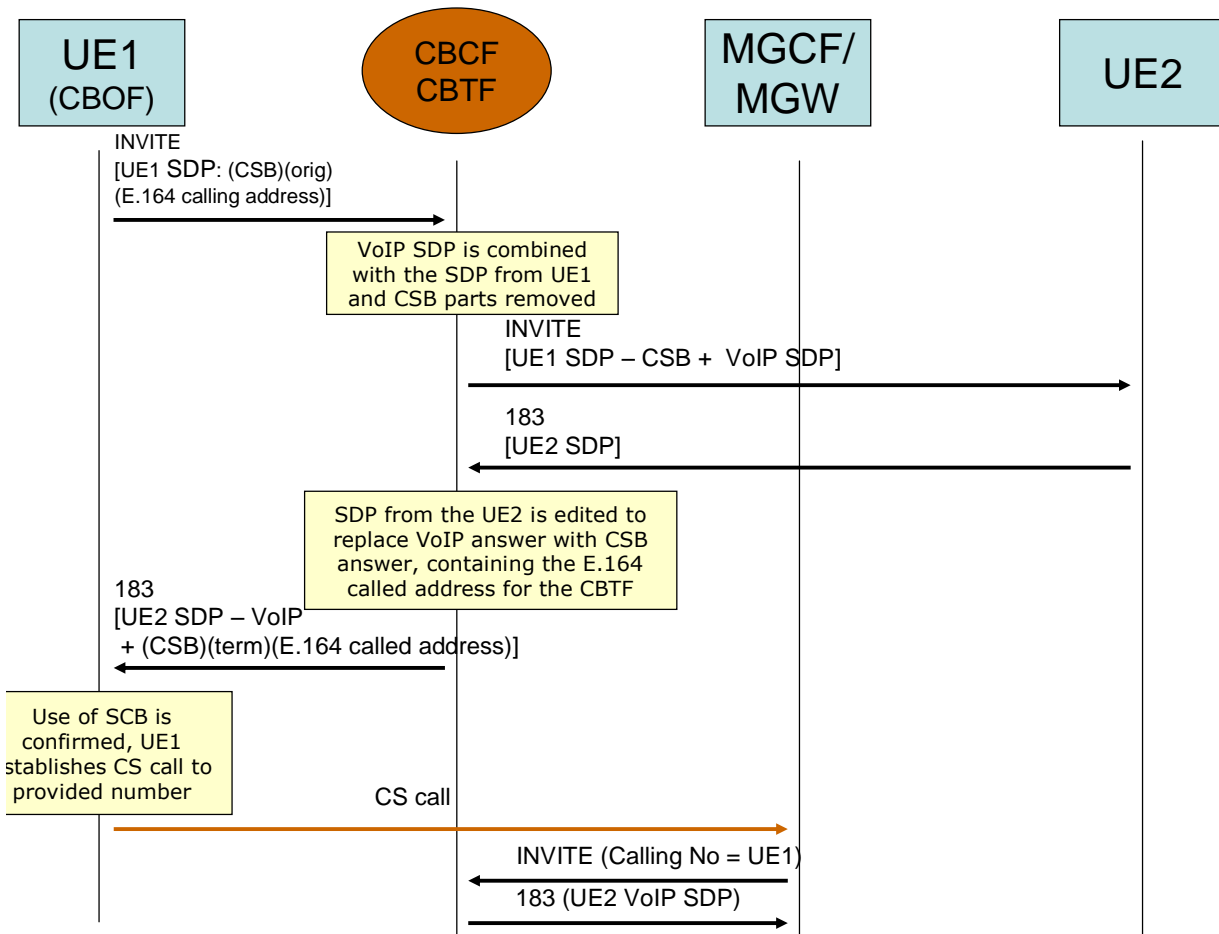 UE1
(CBOF)
CBCF
CBTF
MGCF/
MGW
UE2
INVITE
[UE1 SDP: (CSB)(orig)
(E.164 calling address)]
VoIP SDP is combined
with the SDP from UE1
and CSB parts removed
INVITE
[UE1 SDP – CSB + VoIP SDP]
183
[UE2 SDP]
SDP from the UE2 is edited to
replace VoIP answer with CSB
answer, containing the E.164
called address for the CBTF
183
[UE2 SDP – VoIP
+ (CSB)(term)(E.164 called address)]
Use of SCB is
confirmed, UE1
stablishes CS call to
provided number
CS call
INVITE (Calling No = UE1)
183 (UE2 VoIP SDP)